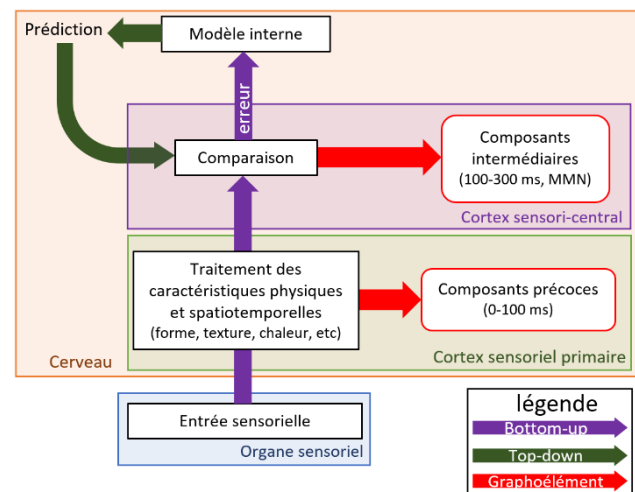 Prédiction
Modèle interne
erreur
Comparaison
Composants
intermédiaires
(100-300 ms, MMN)
Cortex sensori-central
Traitement des
caractéristiques physiques
et spatiotemporelles
(forme, texture, chaleur, etc)
Composants précoces
(0-100 ms)
Cerveau
Cortex sensoriel primaire
Entrée sensorielle
Organe sensoriel
légende
Bottom-up
Top-down
Graphoélément